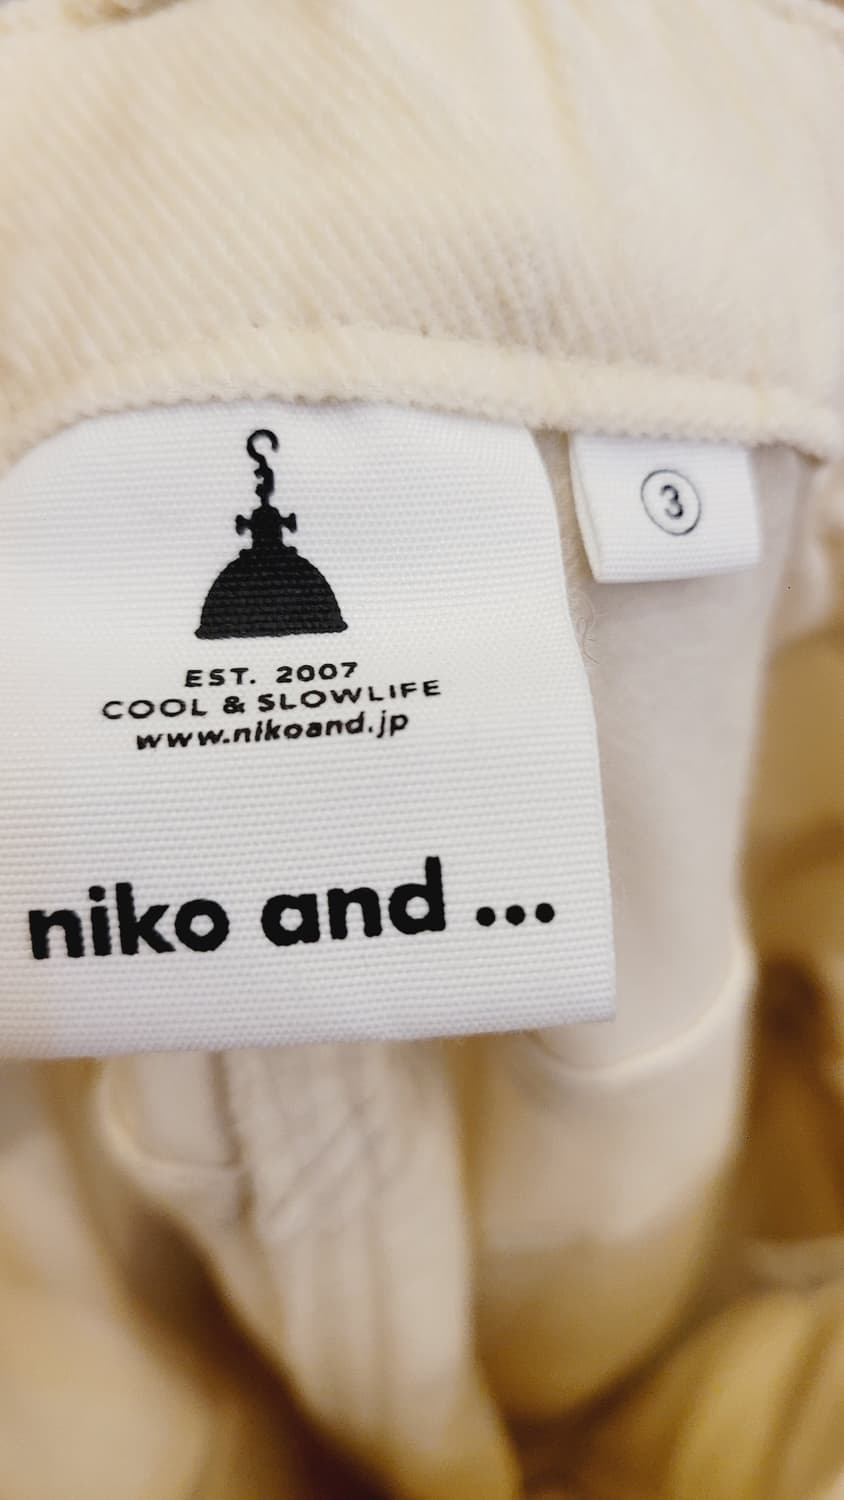 ③
EST. 2007
COOL & SLOWLIFE
www.nikoand.jp
niko and ...